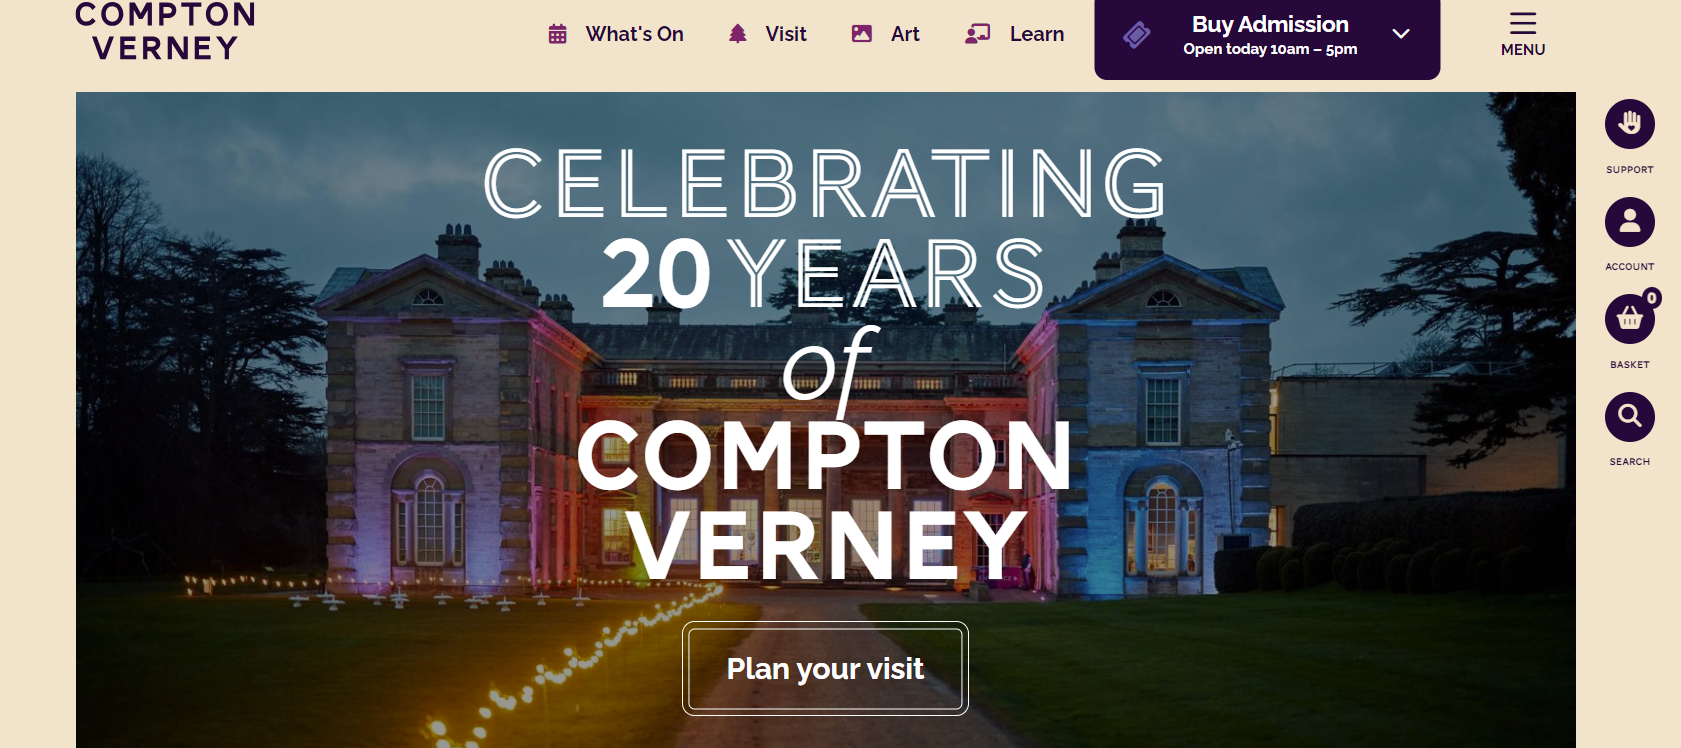 COMPTON
VERNEY
What's On
Visit
Art
Learn
Buy Admission
Open today 10am – 5pm
MENU
CELEBRATING
20 YEARS
of
COMPTON
VERNEY
Plan your visit
SUPPORT
ACCOUNT
0
BASKET
SEARCH